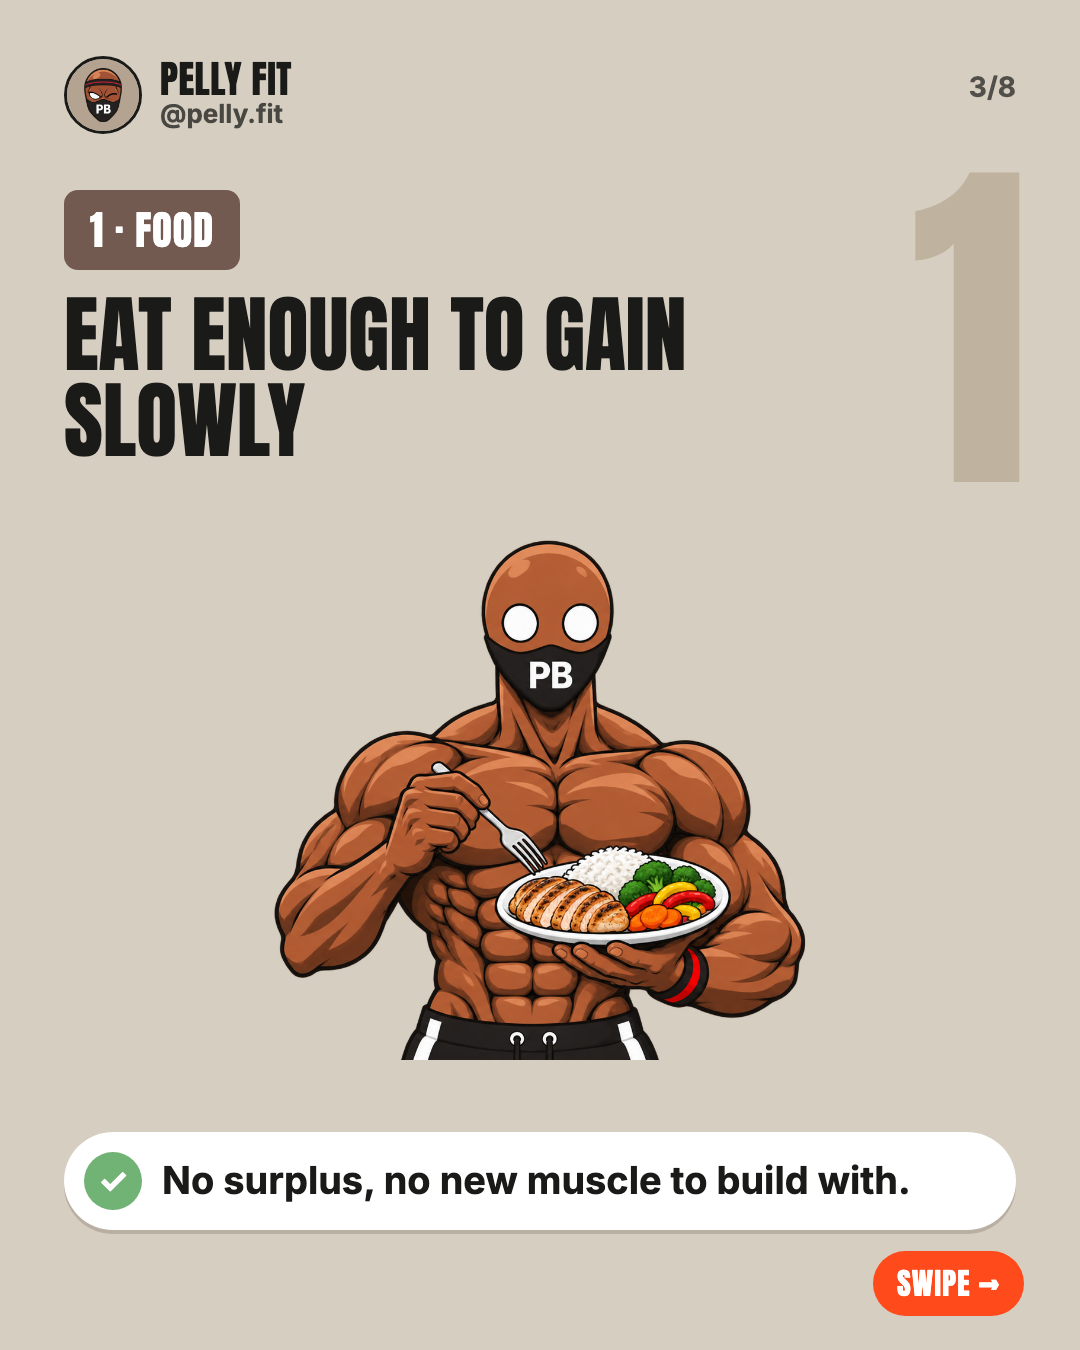 PELLY FIT
@pelly.fit
3/8
PB
1 · FOOD
1
EAT ENOUGH TO GAIN
SLOWLY
PB
No surplus, no new muscle to build with.
SWIPE →